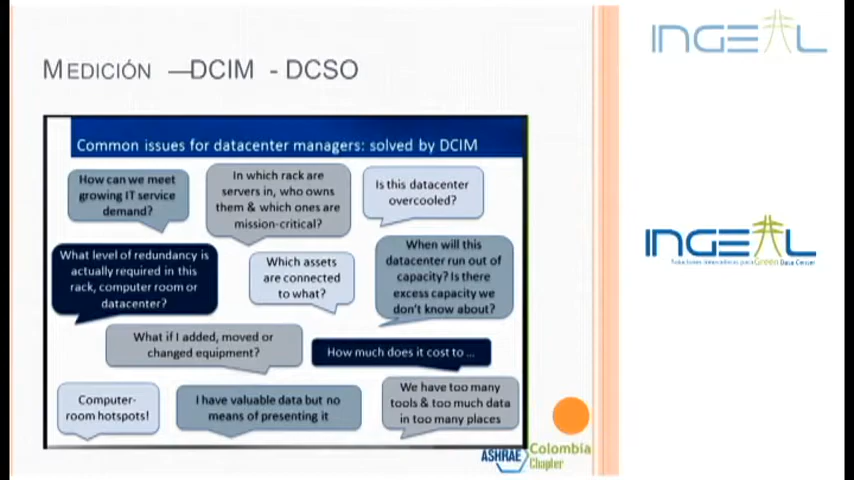 MEDICIÓN —DCIM - DCSO
Common issues for datacenter managers: solved by DCIM
How can we meet
growing IT service
demand?
In which rack are
servers in, who owns
them & which ones are
mission-critical?
Is this datacenter
overcooled?
What level of redundancy is
actually required in this
rack, computer room or
datacenter?
Which assets
are connected
to what?
When will this
datacenter run out of
capacity? Is there
excess capacity we
don't know about?
What if I added, moved or
changed equipment?
How much does it cost to ...
Computer-
room hotspots!
I have valuable data but no
means of presenting it
We have too many
tools & too much data
in too many places
ASHRAE Colombia
Chapter
INGEAL
INGEAL
Green Data Center